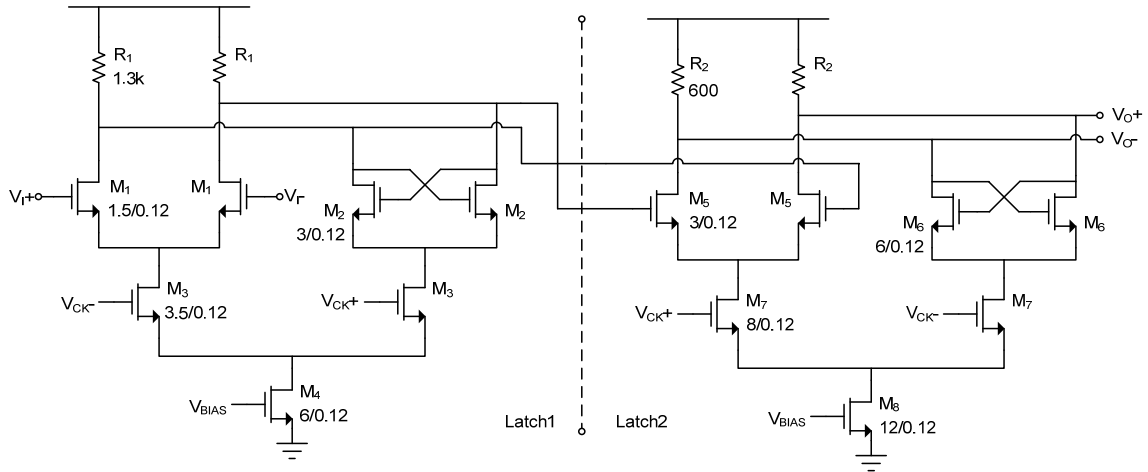 R1
1.3k
R1
R2
600
R2
VO+
VO-
VI+
M1
1.5/0.12
M1
VI-
M2
3/0.12
M2
M5
3/0.12
M5
M6
6/0.12
M6
VCK-
M3
3.5/0.12
VCK+
M3
VCK+
M7
8/0.12
VCK-
M7
VBIAS
M4
6/0.12
Latch1
Latch2
VBIAS
M8
12/0.12